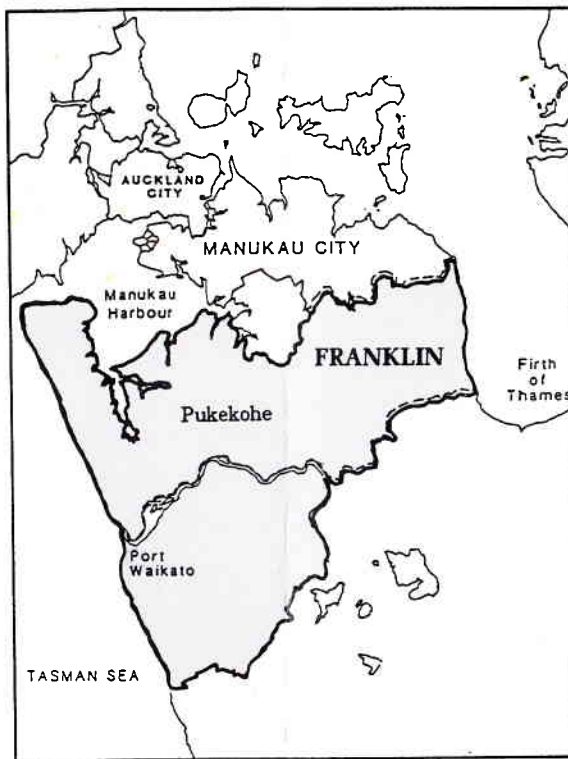 AUCKLAND
CITY
MANUKAU CITY
Manukau
Harbour
FRANKLIN
Firth
of
Thames
Pukekohe
Port
Waikato
TASMAN SEA